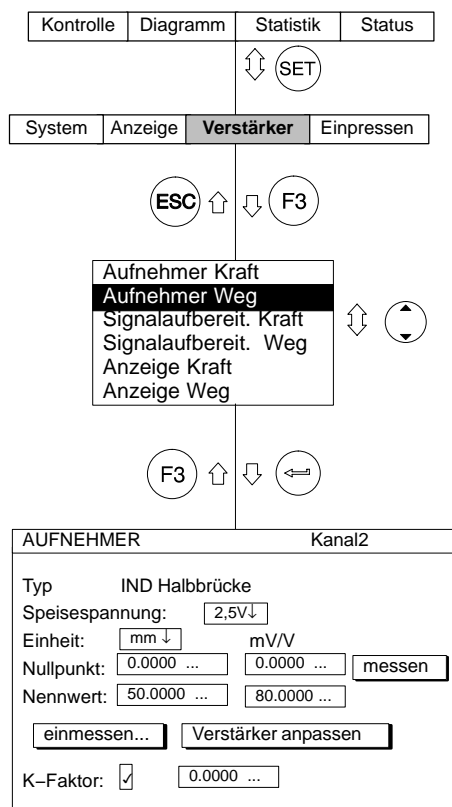 Kontrolle Diagramm Statistik Status
SET
System Anzeige Verstärker Einpressen
ESC F3
Aufnehmer Kraft
Aufnehmer Weg
Signalaufbereit. Kraft
Signalaufbereit. Weg
Anzeige Kraft
Anzeige Weg
F3
AUFNEHMER Kanal2
Typ IND Halbbrücke
Speisespannung: 2,5V↓
Einheit: mm ↓ mV/V
Nullpunkt: 0.0000 ... 0.0000 ... messen
Nennwert: 50.0000 ... 80.0000 ...
einmessen... Verstärker anpassen
K–Faktor: ✓ 0.0000 ...